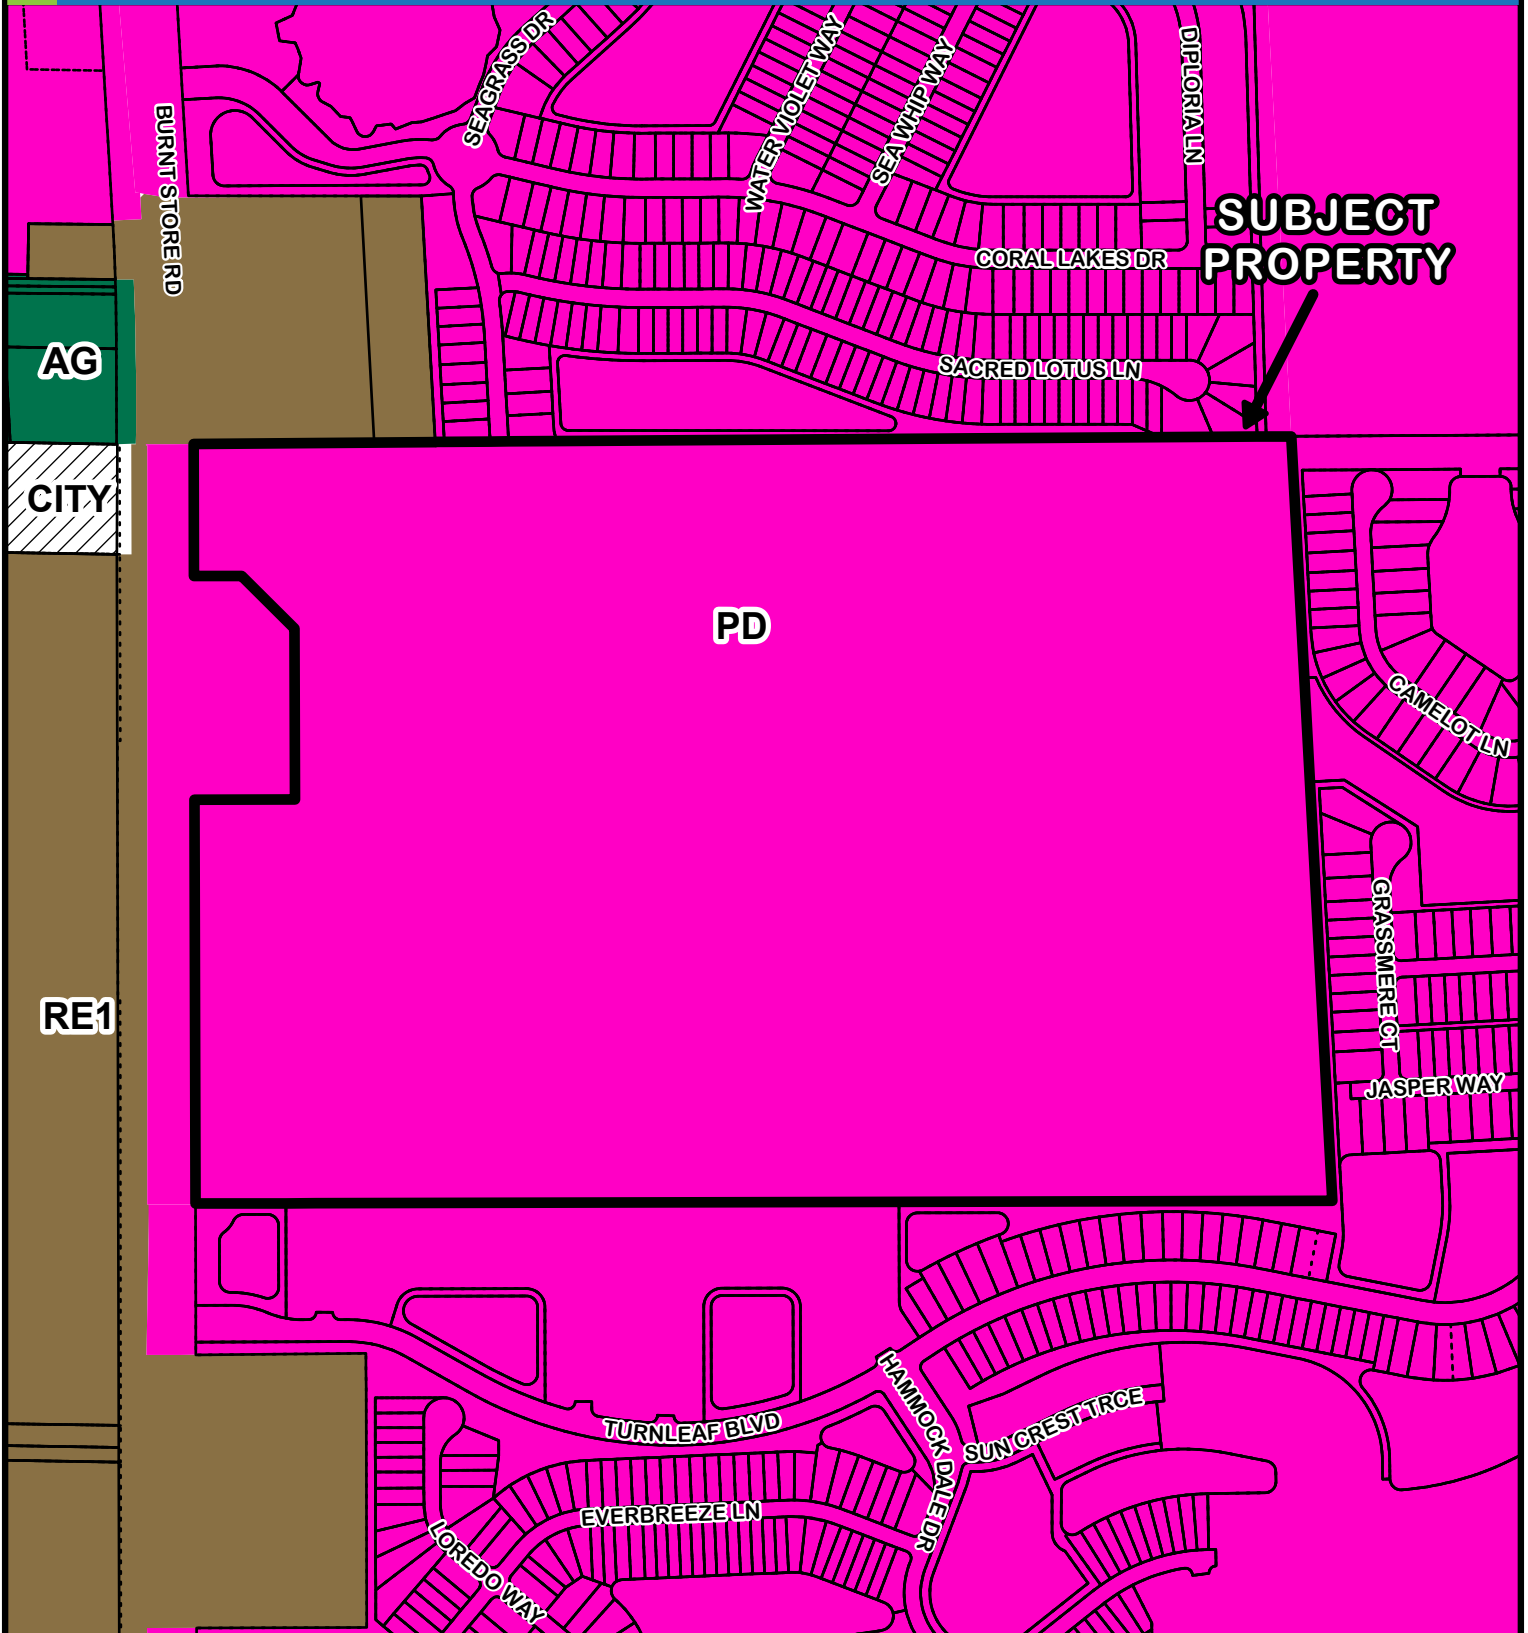 SEAGRASS DR
WATER VIOLET WAY
SEA WHIP WAY
DIPLORIA LN
BURNT STORE RD
SUBJECT
PROPERTY
CORAL LAKES DR
AG
SACRED LOTUS LN
CITY
PD
CAMELOT LN
GRASSMERE CT
RE1
JASPER WAY
HAMMOCK DALE DR
TURNLEAF BLVD
SUN CREST TRCE
EVERBREEZE LN
LOREDO WAY